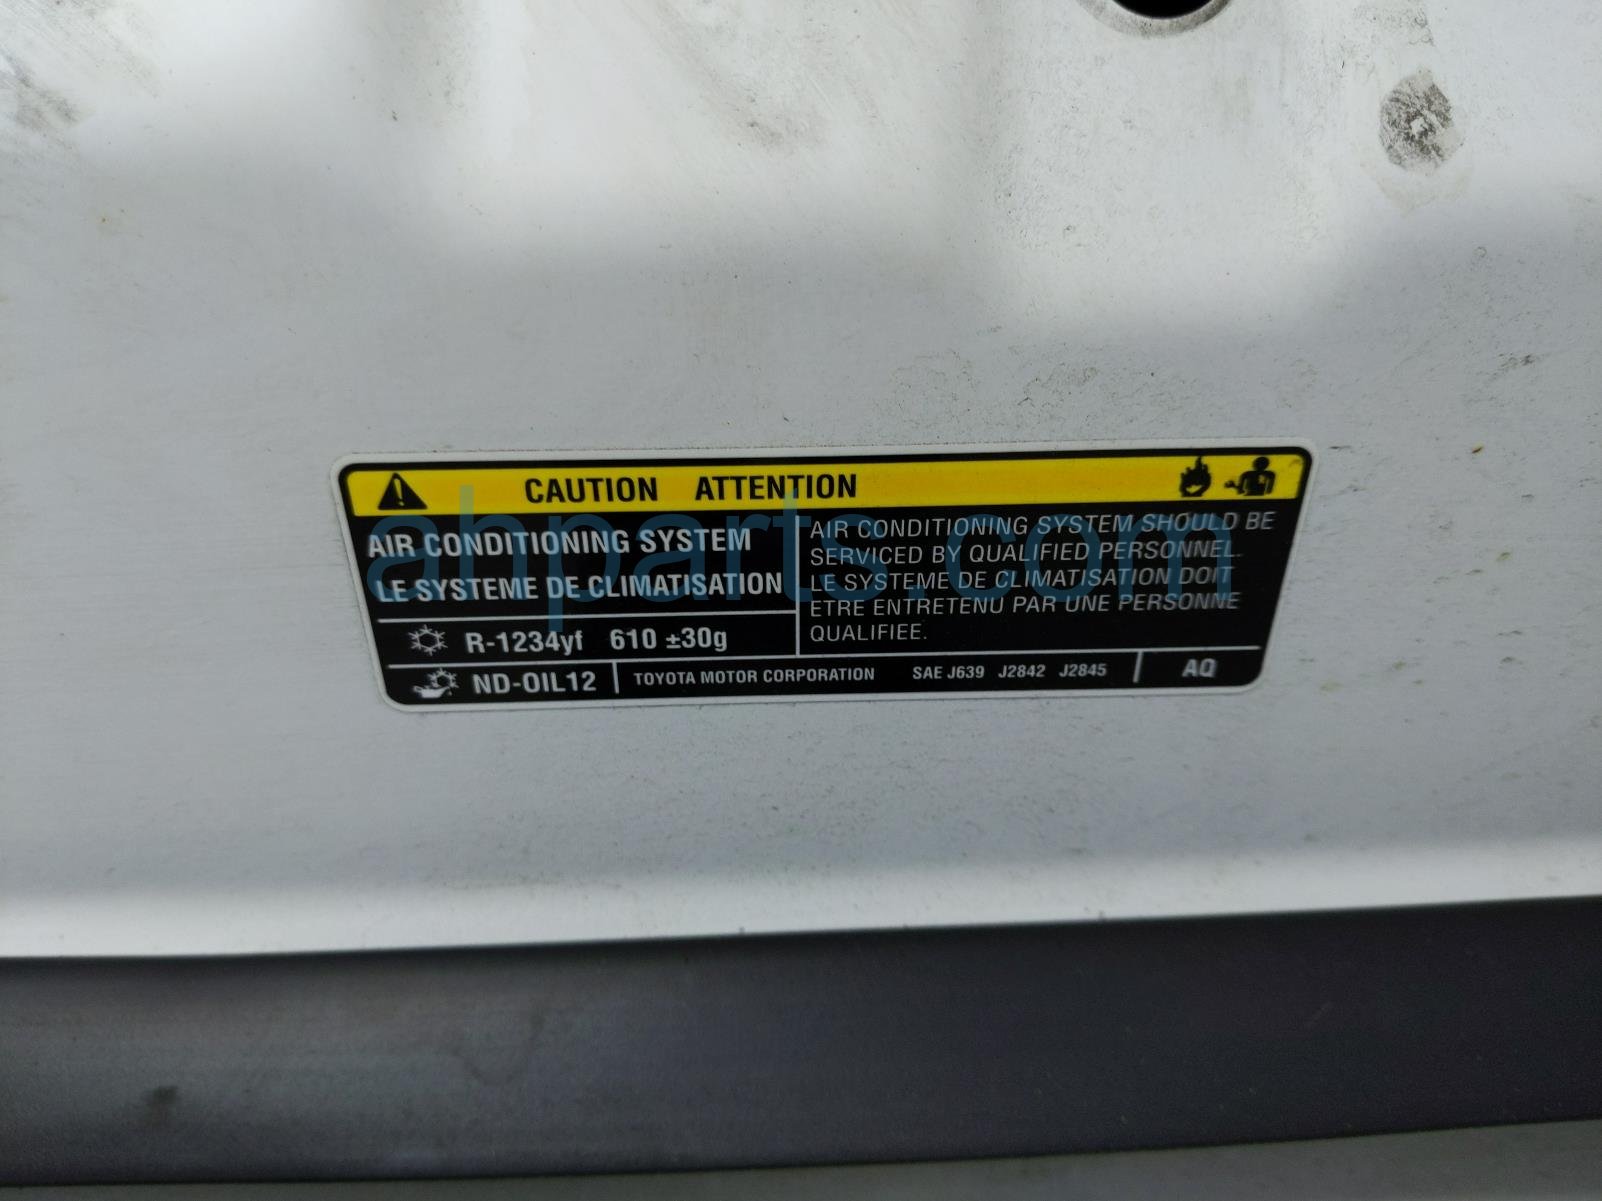 CAUTION ATTENTION
AIR CONDITIONING SYSTEM
LE SYSTEME DE CLIMATISATION
R-1234yf 610 ±30g
AIR CONDITIONING SYSTEM SHOULD BE
SERVICED BY QUALIFIED PERSONNEL.
LE SYSTEME DE CLIMATISATION DOIT
ETRE ENTRETENU PAR UNE PERSONNE
QUALIFIEE.
ND-OIL12 TOYOTA MOTOR CORPORATION SAE J639 J2842 J2845 AQ
ahparts.com